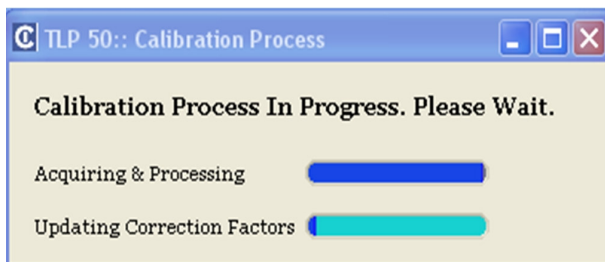 TLP 50:: Calibration Process
Calibration Process In Progress. Please Wait.
Acquiring & Processing
Updating Correction Factors